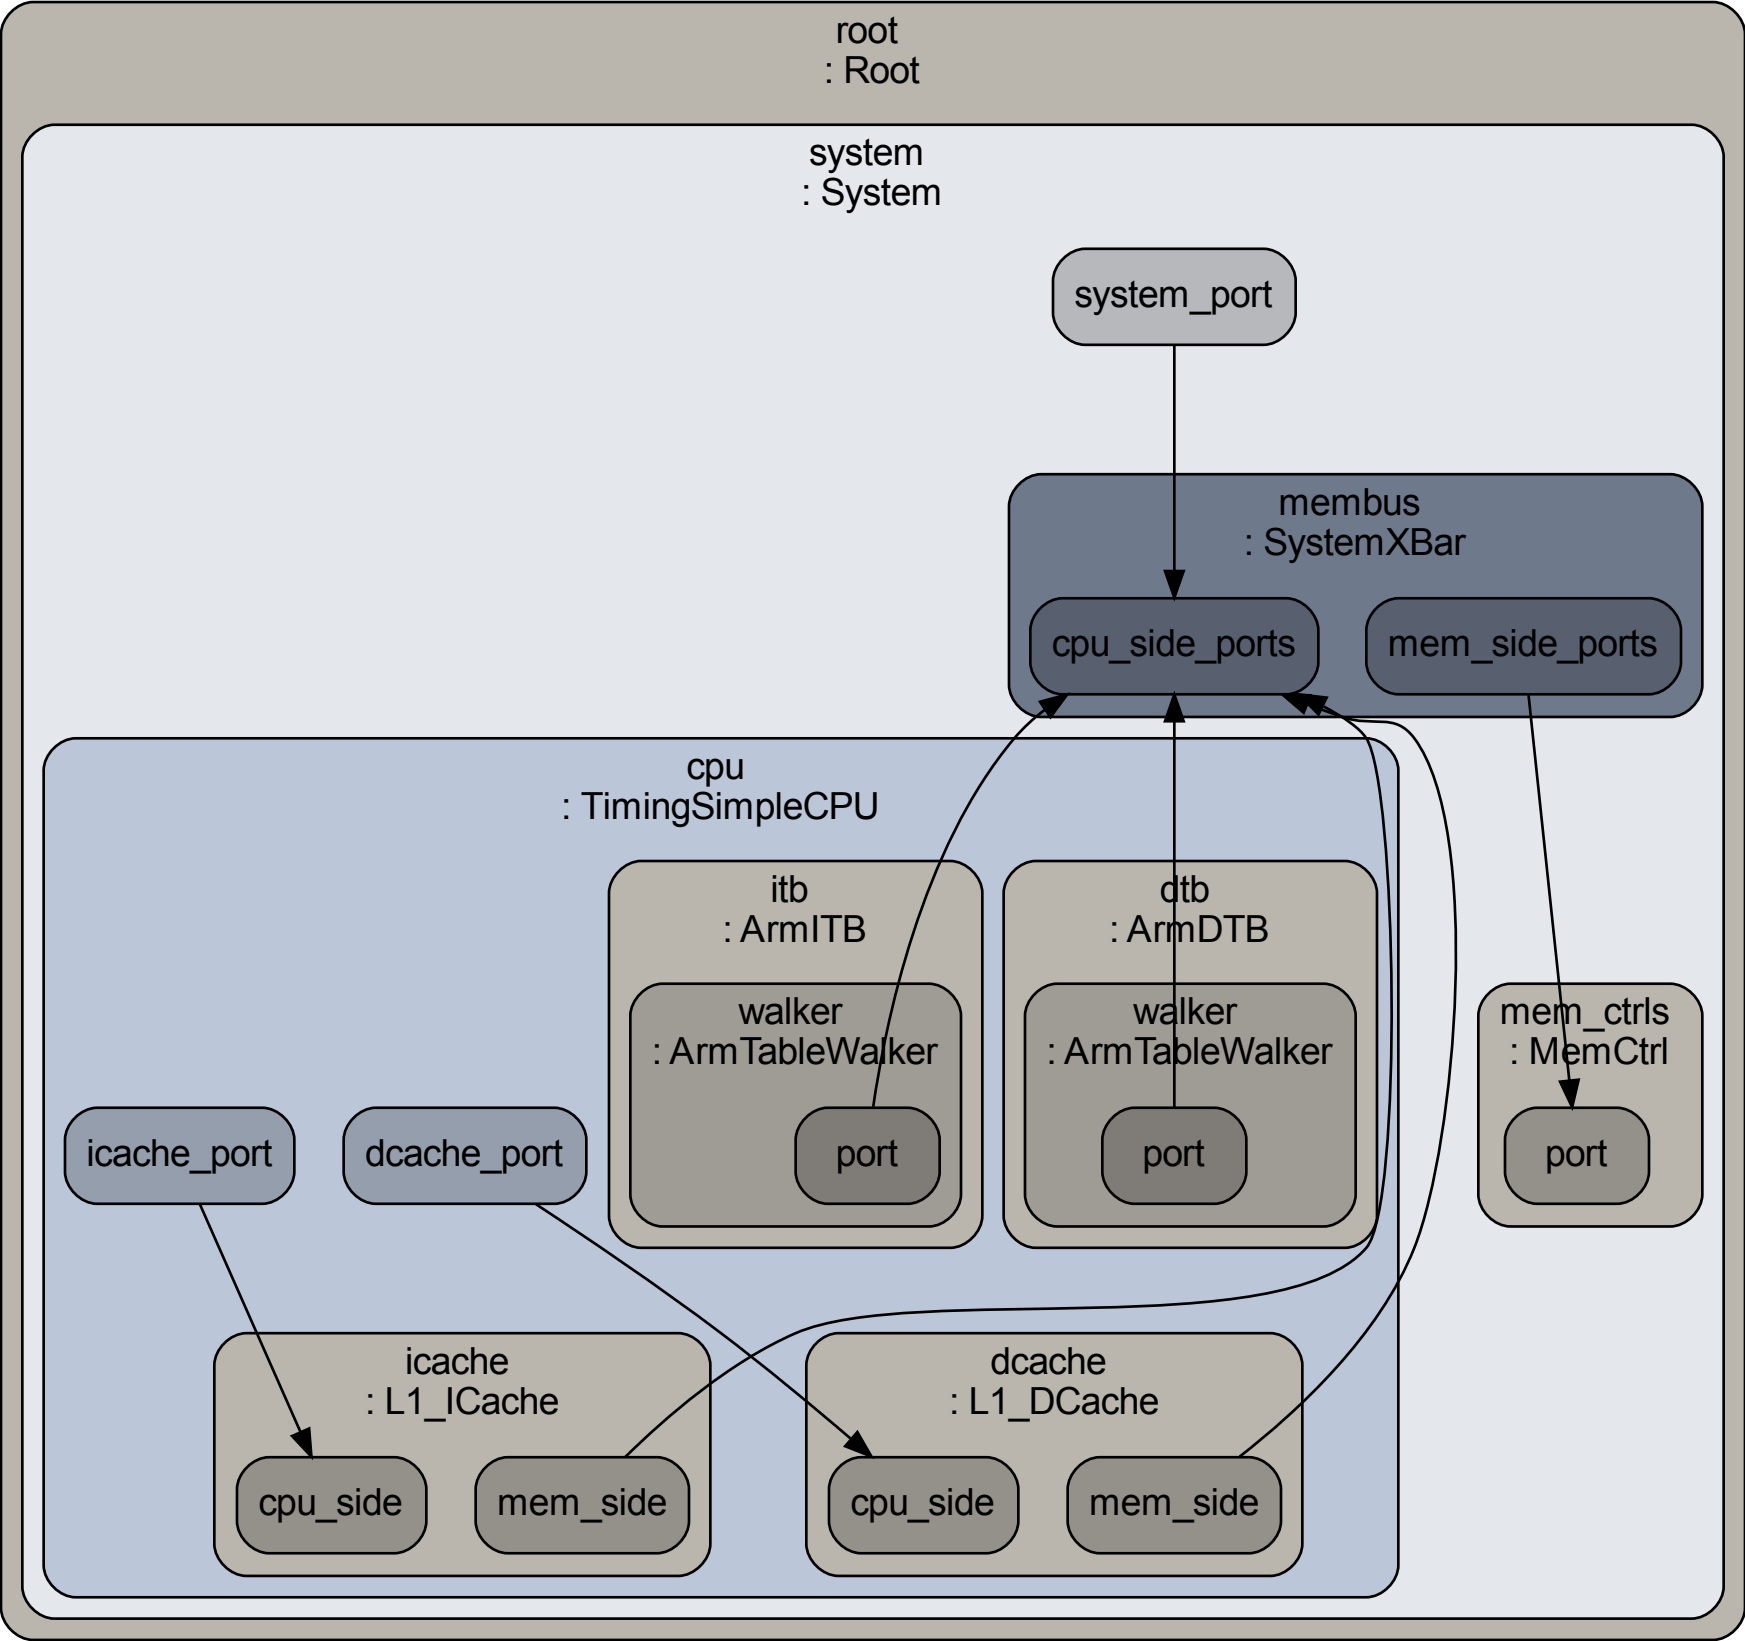 root
: Root
system
: System
system_port
membus
: SystemXBar
cpu_side_ports
mem_side_ports
cpu
: TimingSimpleCPU
itb
: ArmITB
dtb
: ArmDTB
walker
: ArmTableWalker
walker
: ArmTableWalker
mem_ctrls
: MemCtrl
icache_port
dcache_port
port
port
port
icache
: L1_ICache
dcache
: L1_DCache
cpu_side
mem_side
cpu_side
mem_side